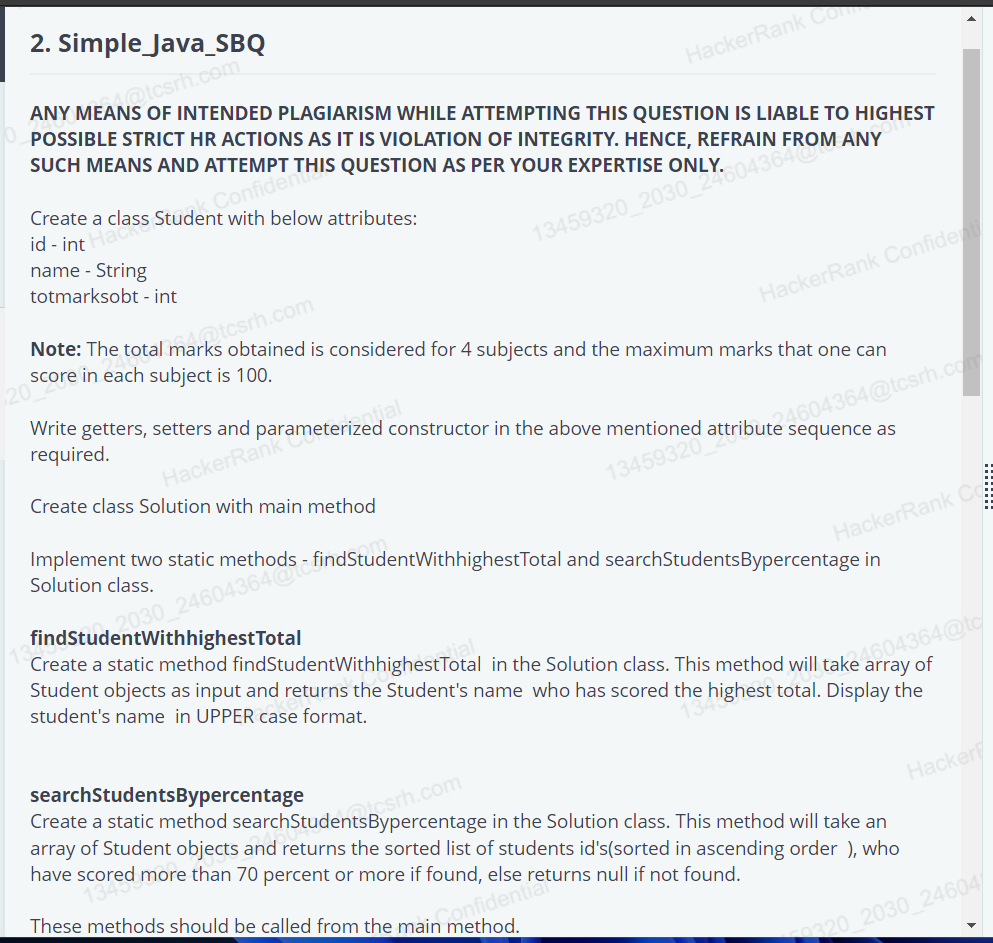 2. Simple_Java_SBQ
ANY MEANS OF INTENDED PLAGIARISM WHILE ATTEMPTING THIS QUESTION IS LIABLE TO HIGHEST
POSSIBLE STRICT HR ACTIONS AS IT IS VIOLATION OF INTEGRITY. HENCE, REFRAIN FROM ANY
SUCH MEANS AND ATTEMPT THIS QUESTION AS PER YOUR EXPERTISE ONLY.
Create a class Student with below attributes:
id - int
name - String
totmarksobt - int
Note: The total marks obtained is considered for 4 subjects and the maximum marks that one can
score in each subject is 100.
Write getters, setters and parameterized constructor in the above mentioned attribute sequence as
required.
Create class Solution with main method
Implement two static methods - findStudentWithhighestTotal and searchStudentsBypercentage in
Solution class.
findStudentWithhighestTotal
Create a static method findStudentWithhighestTotal in the Solution class. This method will take array of
Student objects as input and returns the Student's name who has scored the highest total. Display the
student's name in UPPER case format.
searchStudentsBypercentage
Create a static method searchStudentsBypercentage in the Solution class. This method will take an
array of Student objects and returns the sorted list of students id's(sorted in ascending order ), who
have scored more than 70 percent or more if found, else returns null if not found.
These methods should be called from the main method.